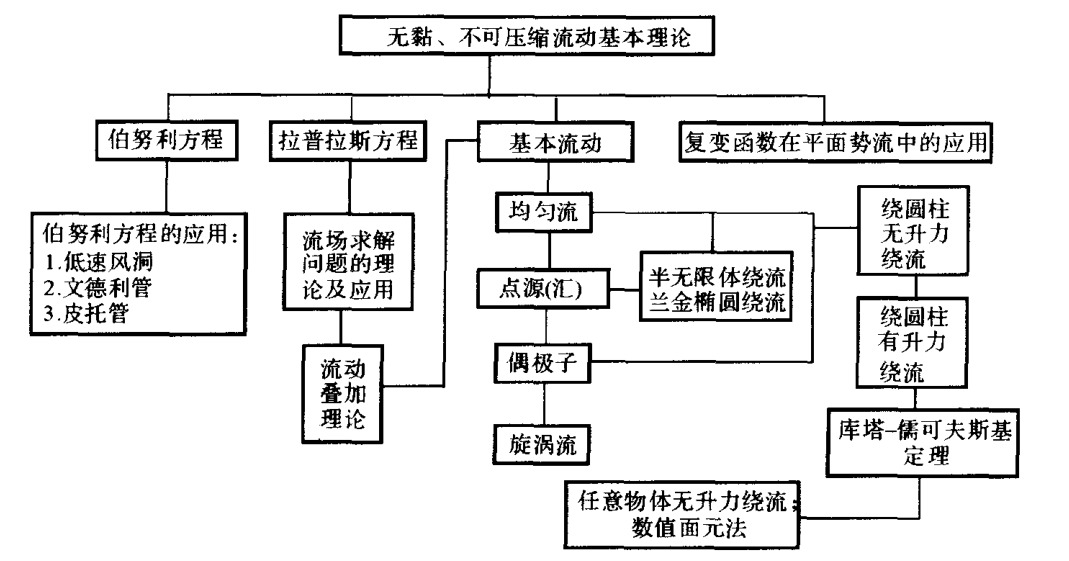 无黏、不可压缩流动基本理论
伯努利方程
拉普拉斯方程
基本流动
复变函数在平面势流中的应用
伯努利方程的应用：
1.低速风洞
2.文德利管
3.皮托管
流场求解
问题的理
论及应用
流动
叠加
理论
均匀流
点源(汇)
偶极子
旋涡流
半无限体绕流
兰金椭圆绕流
绕圆柱
无升力
绕流
绕圆柱
有升力
绕流
库塔–儒可夫斯基
定理
任意物体无升力绕流；
数值面元法